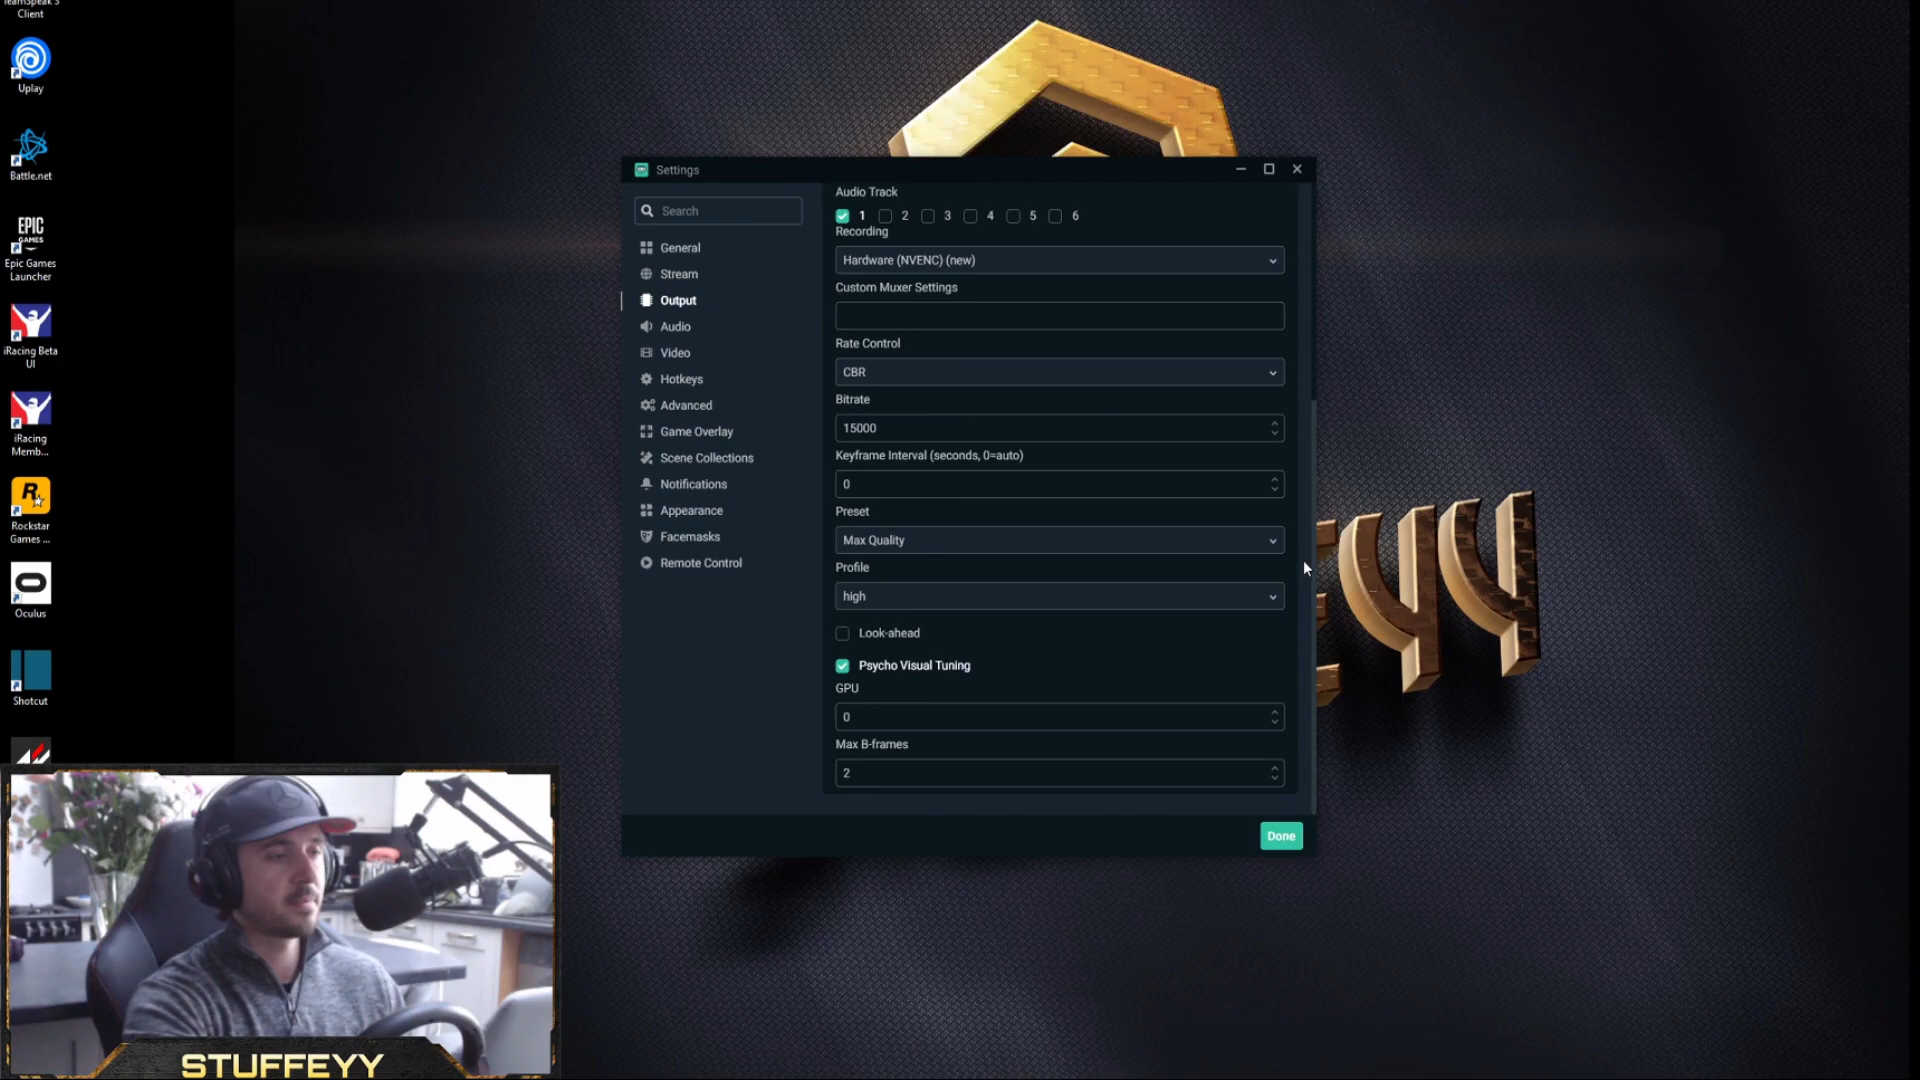 TeamSpeak 3
Client
Uplay
Battle.net
EPIC
GAMES
Epic Games
Launcher
iRacing Beta
UI
iRacing
Memb...
R
Rockstar
Games ...
Oculus
Shotcut
Settings
Search
General
Stream
Output
Audio
Video
Hotkeys
Advanced
Game Overlay
Scene Collections
Notifications
Appearance
Facemasks
Remote Control
Audio Track
1 2 3 4 5 6
Recording
Hardware (NVENC) (new)
Custom Muxer Settings
Rate Control
CBR
Bitrate
15000
Keyframe Interval (seconds, 0=auto)
0
Preset
Max Quality
Profile
high
Look-ahead
Psycho Visual Tuning
GPU
0
Max B-frames
2
Done
EYY
STUFFEYY